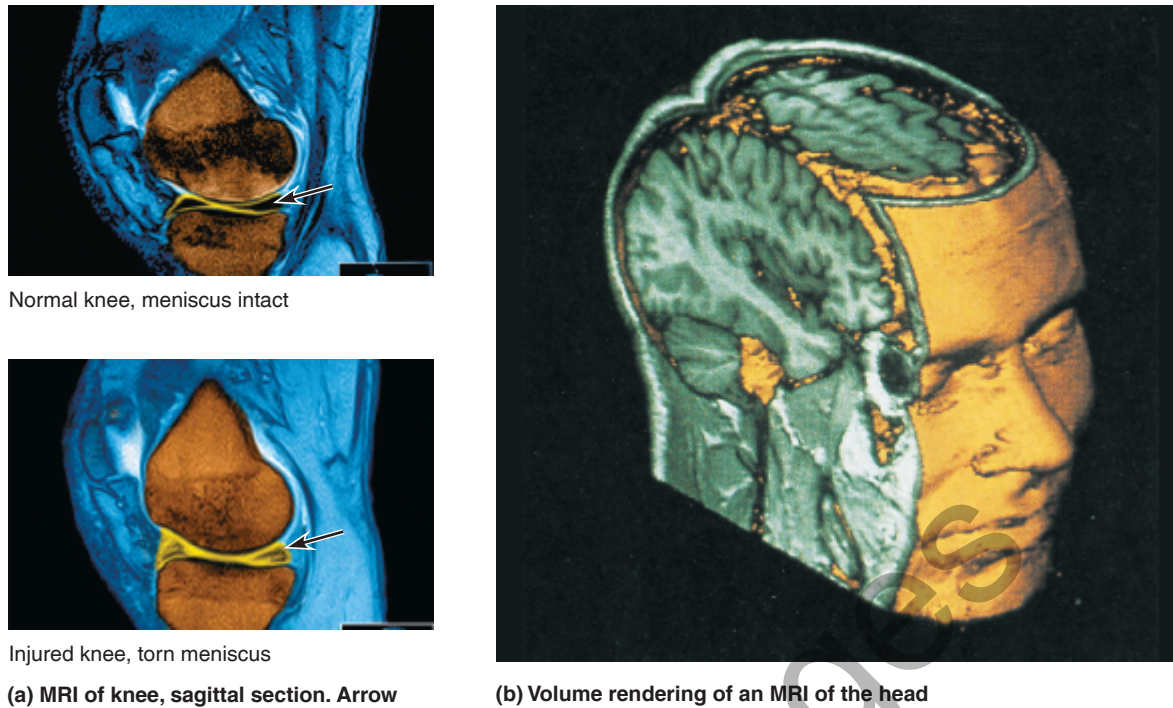 Normal knee, meniscus intact
Injured knee, torn meniscus
(a) MRI of knee, sagittal section. Arrow
(b) Volume rendering of an MRI of the head
ges